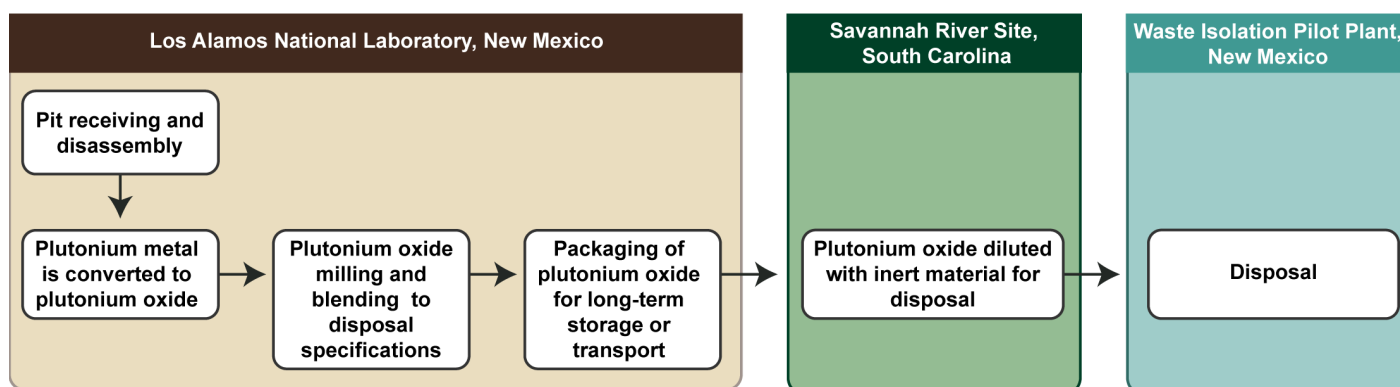 Los Alamos National Laboratory, New Mexico
Pit receiving and
disassembly
Plutonium metal
is converted to
plutonium oxide
Plutonium oxide
milling and
blending to
disposal
specifications
Packaging of
plutonium oxide
for long-term
storage or
transport
Savannah River Site,
South Carolina
Plutonium oxide diluted
with inert material for
disposal
Waste Isolation Pilot Plant,
New Mexico
Disposal